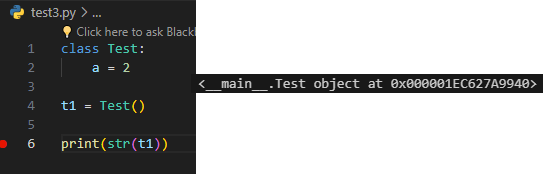 test3.py > ...
Click here to ask Blackl
1 class Test:
2 a = 2
3
4 t1 = Test()
5
6 print(str(t1))
<__main__.Test object at 0x000001EC627A9940>